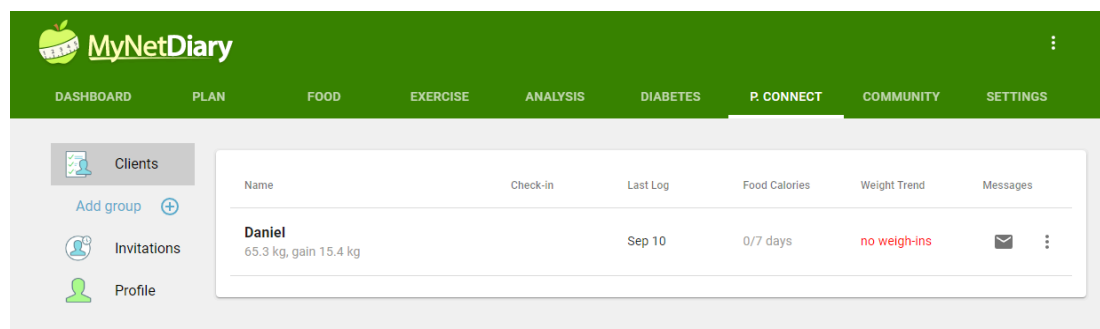 MyNetDiary
DASHBOARD PLAN FOOD EXERCISE ANALYSIS DIABETES P. CONNECT COMMUNITY SETTINGS
Clients
Add group
Invitations
Profile
Name Check-in Last Log Food Calories Weight Trend Messages
Daniel
65.3 kg, gain 15.4 kg
Sep 10 0/7 days no weigh-ins